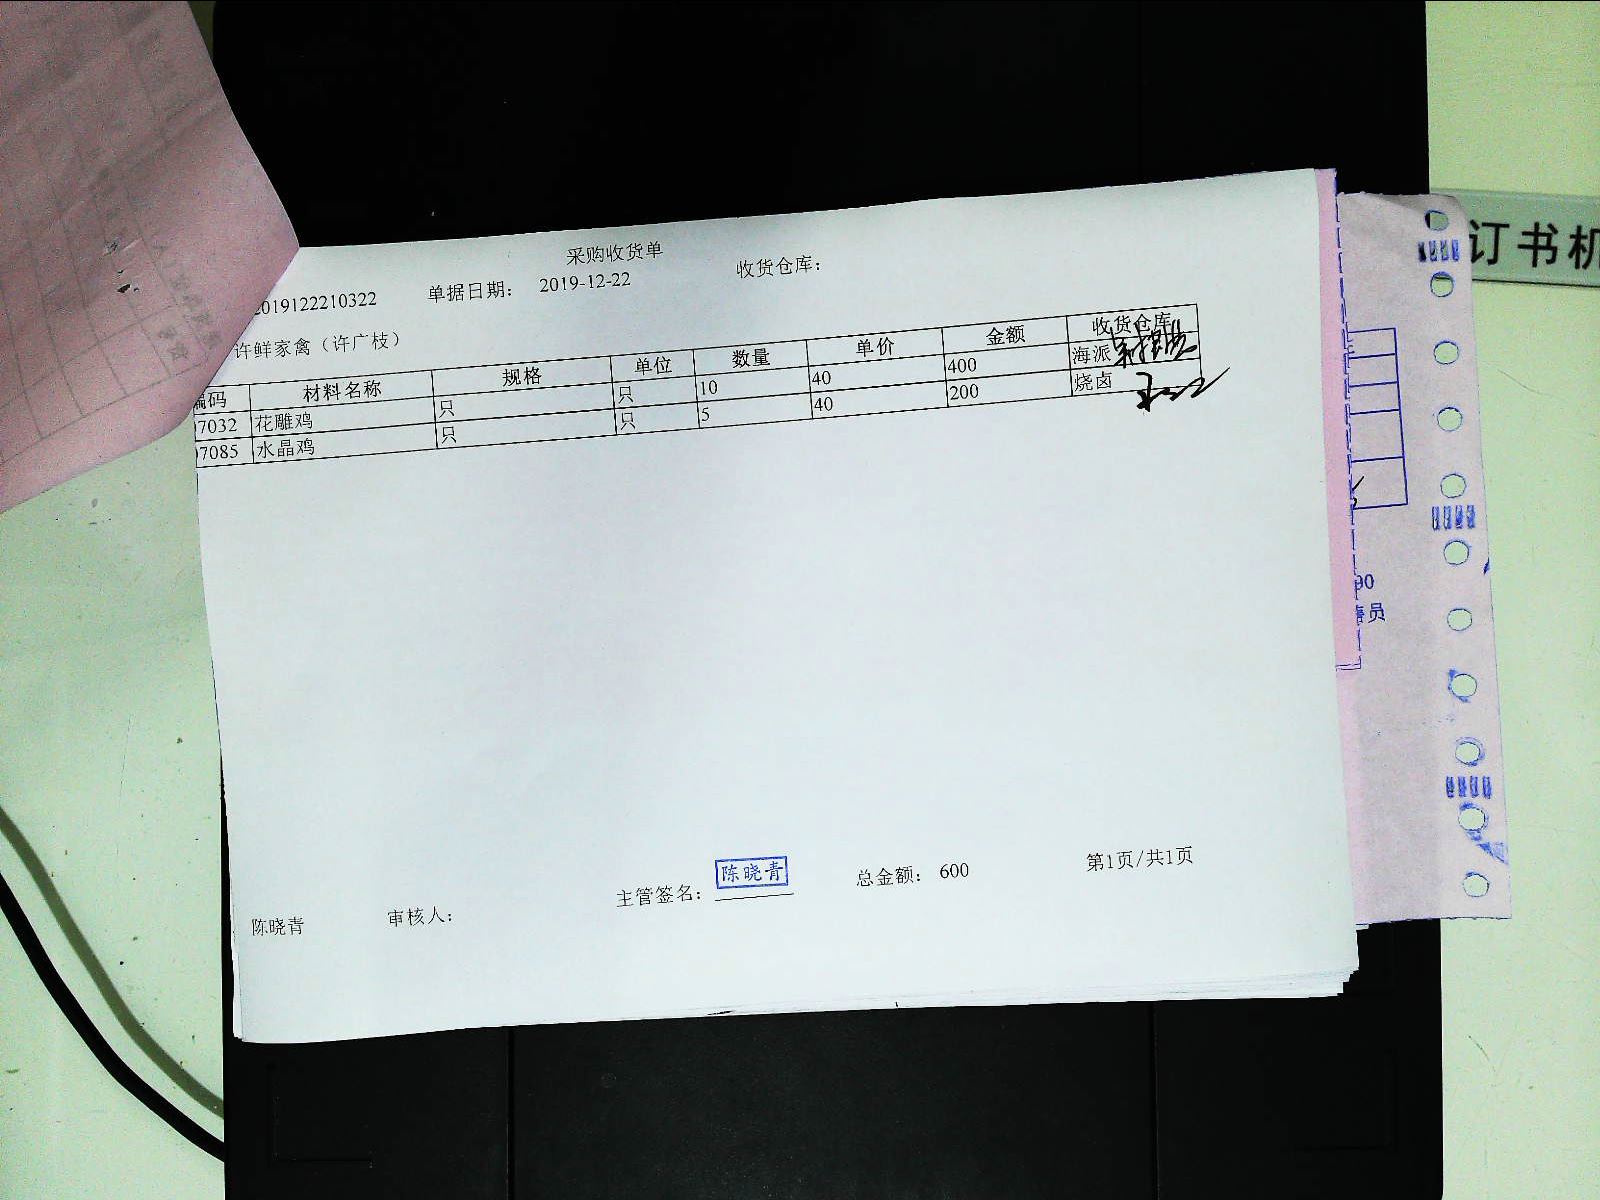 采购收货单
2019122210322 单据日期： 2019-12-22 收货仓库：
许鲜家禽（许广枝）
编码 材料名称 规格 单位 数量 单价 金额 收货仓库
07032 花雕鸡 只 只 10 40 400 海派
07085 水晶鸡 只 只 5 40 200 烧卤
陈晓青 审核人： 主管签名： 陈晓青 总金额： 600 第1页/共1页
订书机
90
员